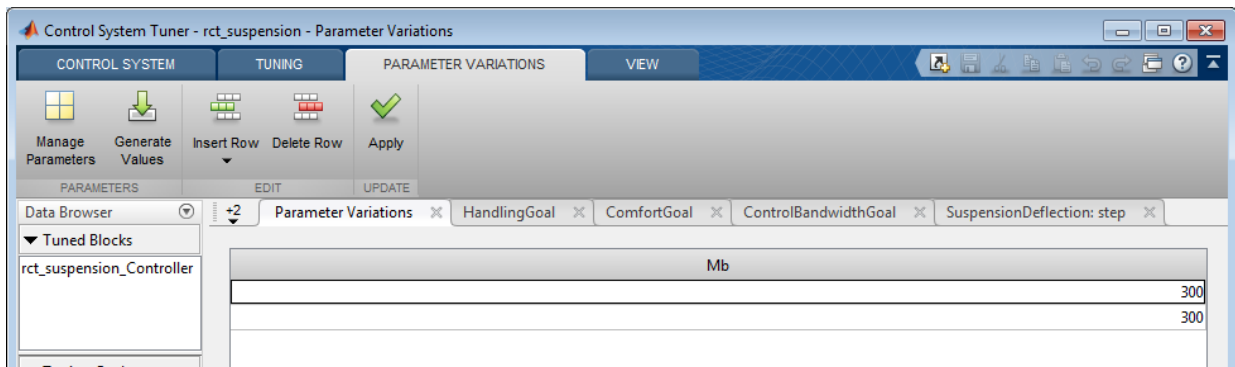 Control System Tuner - rct_suspension - Parameter Variations
CONTROL SYSTEM TUNING PARAMETER VARIATIONS VIEW
Manage Parameters Generate Values Insert Row Delete Row Apply
PARAMETERS EDIT UPDATE
Data Browser +2 Parameter Variations HandlingGoal ComfortGoal ControlBandwidthGoal SuspensionDeflection: step
Tuned Blocks
rct_suspension_Controller
Mb
300
300